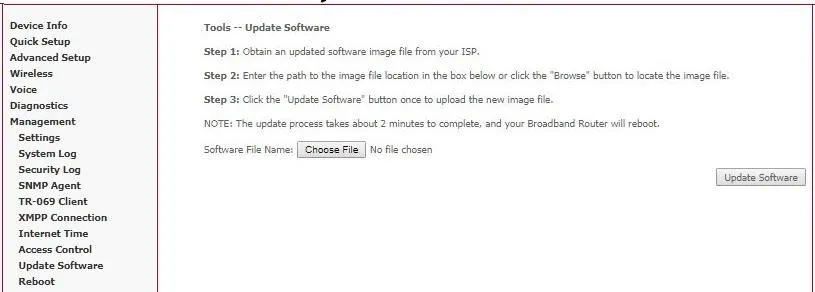 Device Info
Quick Setup
Advanced Setup
Wireless
Voice
Diagnostics
Management
Settings
System Log
Security Log
SNMP Agent
TR-069 Client
XMPP Connection
Internet Time
Access Control
Update Software
Reboot
Tools -- Update Software
Step 1: Obtain an updated software image file from your ISP.
Step 2: Enter the path to the image file location in the box below or click the "Browse" button to locate the image file.
Step 3: Click the "Update Software" button once to upload the new image file.
NOTE: The update process takes about 2 minutes to complete, and your Broadband Router will reboot.
Software File Name: Choose File No file chosen
Update Software